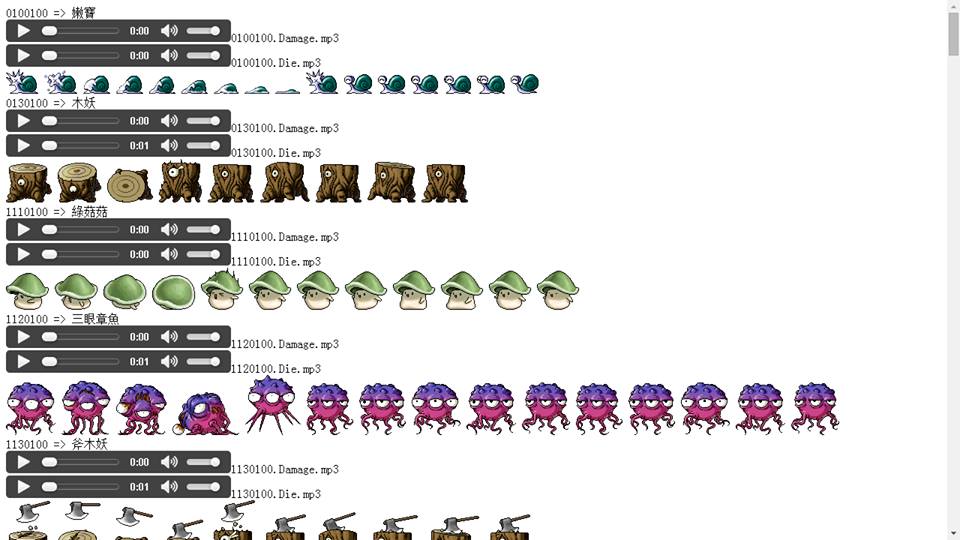 0100100 => 嫩寶
0:00
0100100.Damage.mp3
0:00
0100100.Die.mp3
0130100 => 木妖
0:00
0130100.Damage.mp3
0:01
0130100.Die.mp3
1110100 => 綠菇菇
0:00
1110100.Damage.mp3
0:00
1110100.Die.mp3
1120100 => 三眼章魚
0:00
1120100.Damage.mp3
0:01
1120100.Die.mp3
1130100 => 斧木妖
0:00
1130100.Damage.mp3
0:01
1130100.Die.mp3